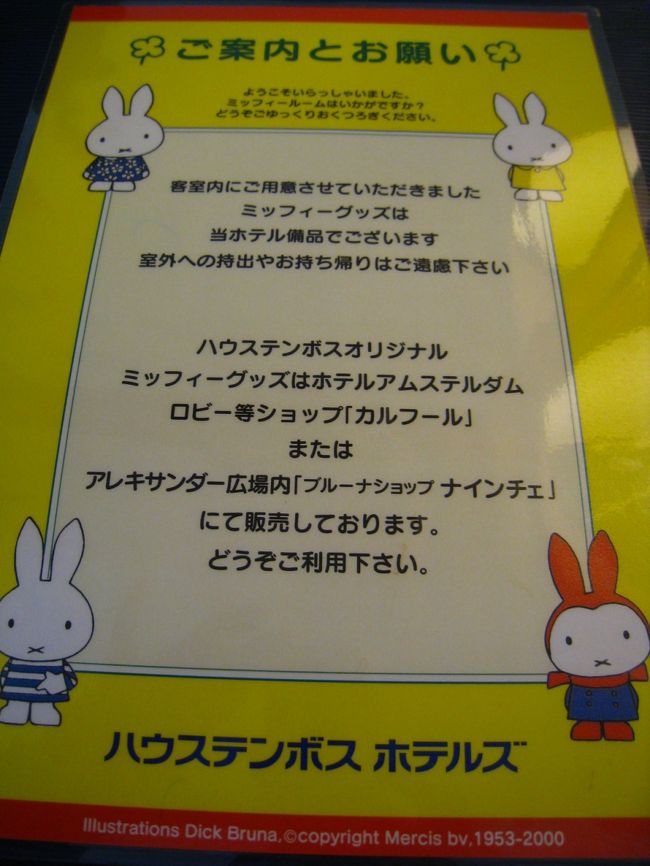 ご案内とお願い
ようこそいらっしゃいました。
ミッフィールームはいかがですか？
どうぞごゆっくりおくつろぎください。
客室内にご用意させていただきました
ミッフィーグッズは
当ホテル備品でございます
室外への持出やお持ち帰りはご遠慮下さい
ハウステンボスオリジナル
ミッフィーグッズはホテルアムステルダム
ロビー等ショップ「カルフール」
または
アレキサンダー広場内「ブルーナショップ ナインチェ」
にて販売しております。
どうぞご利用下さい。
ハウステンボス ホテルズ
Illustrations Dick Bruna,©copyright Mercis bv,1953-2000